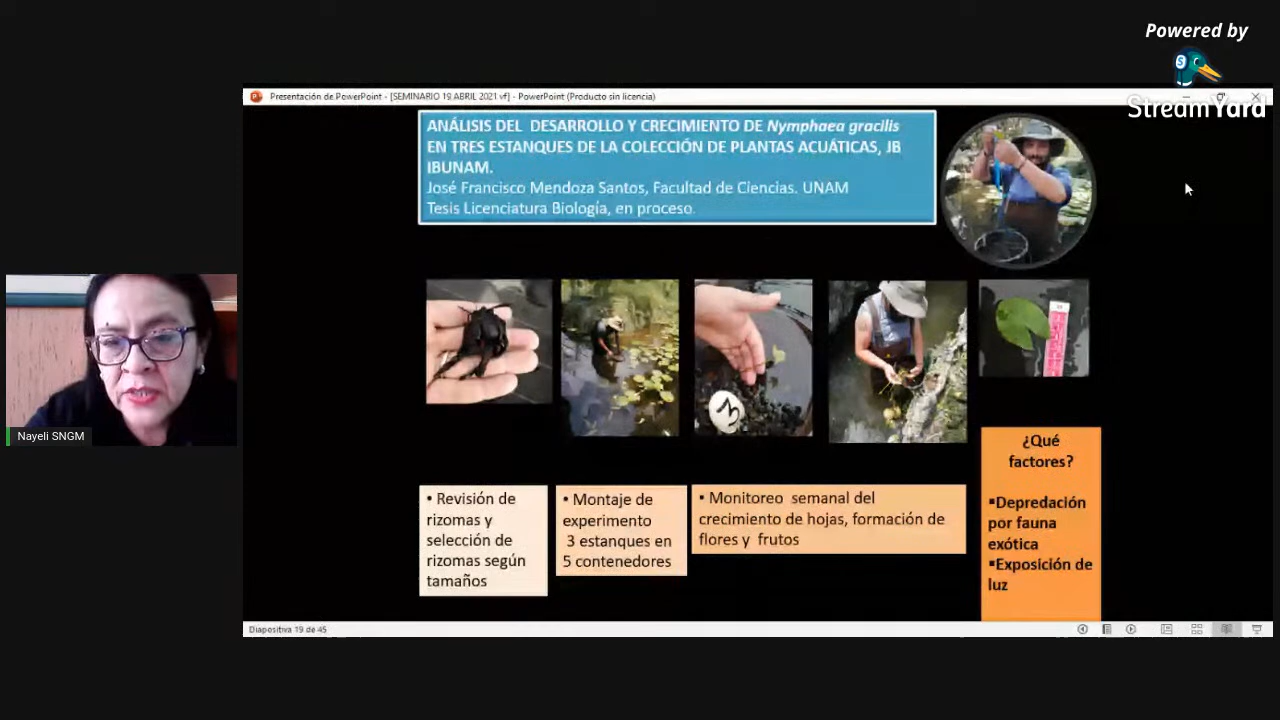 Powered by
StreamYard
Presentación de PowerPoint - [SEMINARIO 19 ABRIL 2021 vf] - PowerPoint (Producto sin licencia)
ANÁLISIS DEL DESARROLLO Y CRECIMIENTO DE Nymphaea gracilis
EN TRES ESTANQUES DE LA COLECCIÓN DE PLANTAS ACUÁTICAS, JB
IBUNAM.
José Francisco Mendoza Santos, Facultad de Ciencias. UNAM
Tesis Licenciatura Biología, en proceso.
3
Nayeli SNGM
• Revisión de
rizomas y
selección de
rizomas según
tamaños
• Montaje de
experimento
3 estanques en
5 contenedores
• Monitoreo semanal del
crecimiento de hojas, formación de
flores y frutos
¿Qué
factores?
▪Depredación
por fauna
exótica
▪Exposición de
luz
Diapositiva 19 de 45